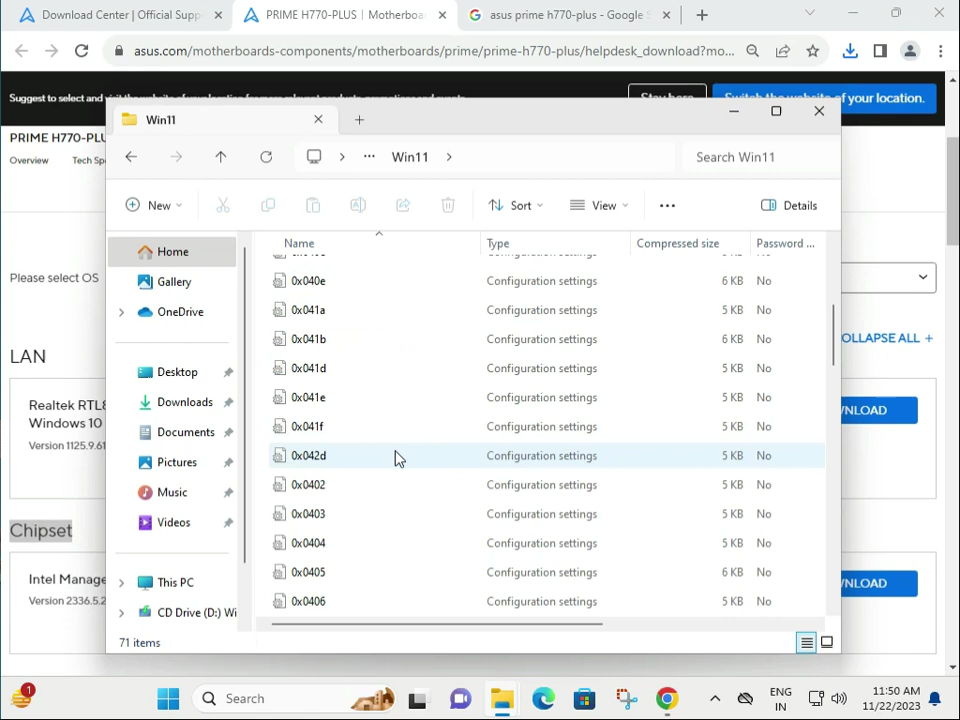 Download Center | Official Supp
PRIME H770-PLUS | Motherboa
asus prime h770-plus - Google S
asus.com/motherboards-components/motherboards/prime/prime-h770-plus/helpdesk_download?mo...
Stay here
Switch the website of your location.
PRIME H770-PLU
Overview
Tech Spe
Please select OS
OLLAPSE ALL +
LAN
Realtek RTL8
Windows 10
Version 1125.9.61
WNLOAD
Chipset
Intel Manage
Version 2336.5.2
WNLOAD
Win11
Win11
Search Win11
New
Sort
View
Details
Name
Type
Compressed size
Password ...
Home
Gallery
OneDrive
Desktop
Downloads
Documents
Pictures
Music
Videos
This PC
CD Drive (D:) Wi
0x040e Configuration settings 6 KB No
0x041a Configuration settings 5 KB No
0x041b Configuration settings 6 KB No
0x041d Configuration settings 5 KB No
0x041e Configuration settings 5 KB No
0x041f Configuration settings 5 KB No
0x042d Configuration settings 5 KB No
0x0402 Configuration settings 5 KB No
0x0403 Configuration settings 5 KB No
0x0404 Configuration settings 5 KB No
0x0405 Configuration settings 6 KB No
0x0406 Configuration settings 5 KB No
71 items
1
Search
ENG
IN
11:50 AM
11/22/2023